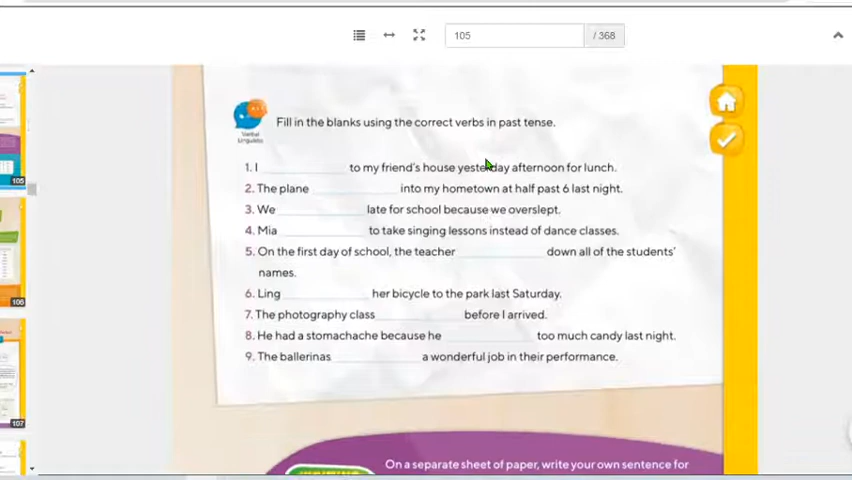 105 / 368
Fill in the blanks using the correct verbs in past tense.
Verbal
Linguistic
1. I to my friend's house yesterday afternoon for lunch.
2. The plane into my hometown at half past 6 last night.
3. We late for school because we overslept.
4. Mia to take singing lessons instead of dance classes.
5. On the first day of school, the teacher down all of the students'
names.
6. Ling her bicycle to the park last Saturday.
7. The photography class before I arrived.
8. He had a stomachache because he too much candy last night.
9. The ballerinas a wonderful job in their performance.
On a separate sheet of paper, write your own sentence for
105
106
107